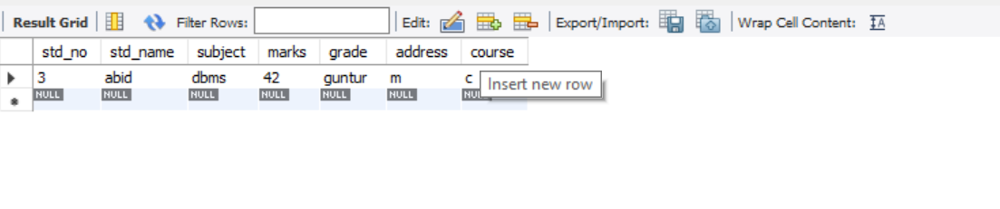 Result Grid Filter Rows: Edit: Export/Import: Wrap Cell Content: IA
std_no std_name subject marks grade address course
3 abid dbms 42 guntur m c
Insert new row
NULL NULL NULL NULL NULL NULL